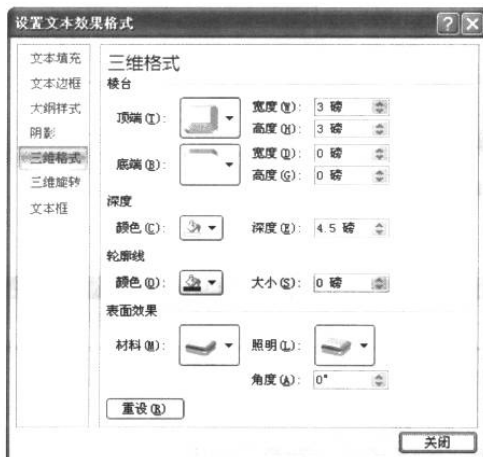 设置文本效果格式
文本填充
文本边框
大纲样式
阴影
三维格式
三维旋转
文本框
三维格式
棱台
顶端(T):
宽度(W): 3 磅
高度(H): 3 磅
底端(B):
宽度(D): 0 磅
高度(G): 0 磅
深度
颜色(C):
深度(E): 4.5 磅
轮廓线
颜色(O):
大小(S): 0 磅
表面效果
材料(M):
照明(L):
角度(A): 0°
重设(R)
关闭